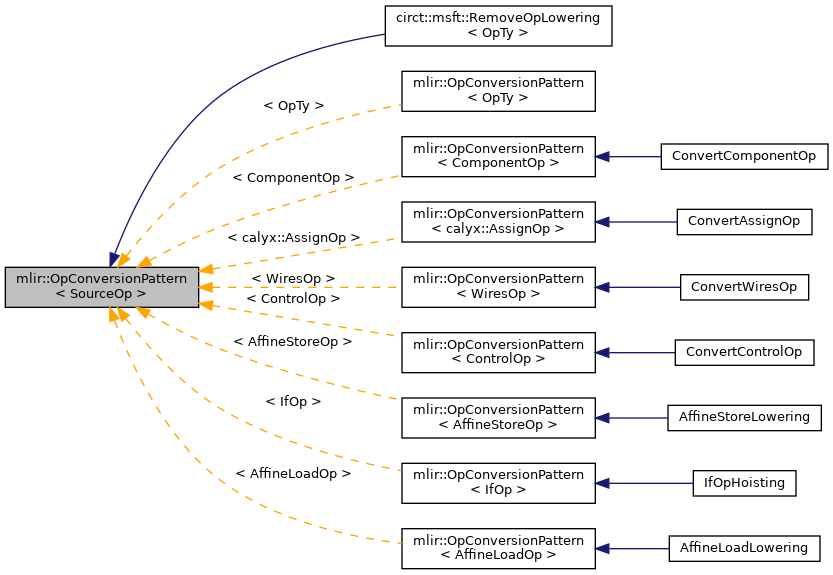 circt::msft::RemoveOpLowering
< OpTy >
mlir::OpConversionPattern
< OpTy >
< OpTy >
mlir::OpConversionPattern
< ComponentOp >
ConvertComponentOp
< ComponentOp >
mlir::OpConversionPattern
< calyx::AssignOp >
ConvertAssignOp
< calyx::AssignOp >
mlir::OpConversionPattern
< SourceOp >
< WiresOp >
mlir::OpConversionPattern
< WiresOp >
ConvertWiresOp
< ControlOp >
mlir::OpConversionPattern
< ControlOp >
ConvertControlOp
< AffineStoreOp >
mlir::OpConversionPattern
< AffineStoreOp >
AffineStoreLowering
< IfOp >
mlir::OpConversionPattern
< IfOp >
IfOpHoisting
< AffineLoadOp >
mlir::OpConversionPattern
< AffineLoadOp >
AffineLoadLowering